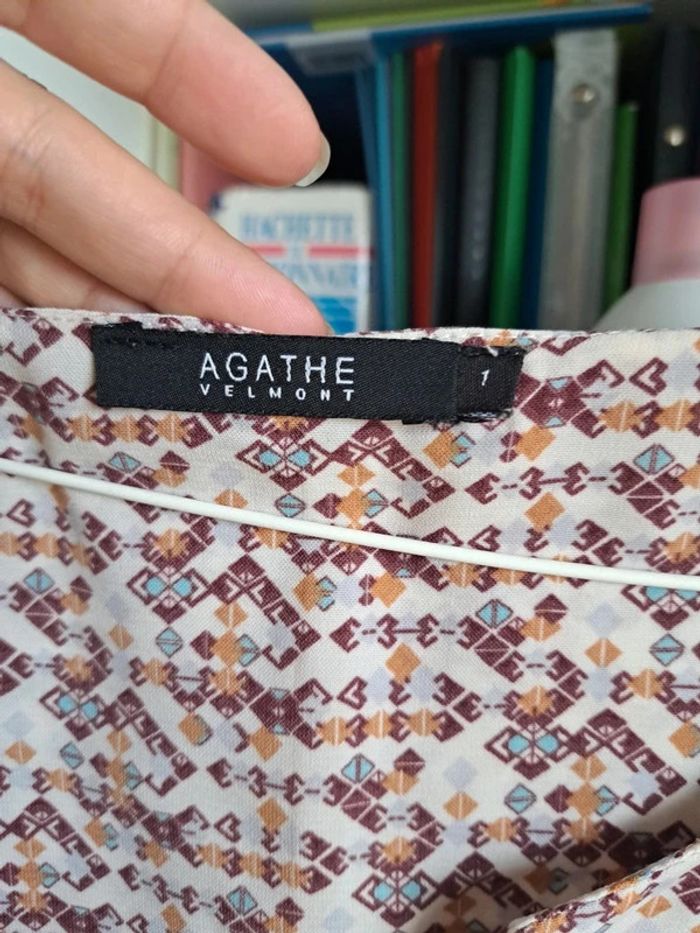 HACHETTE
AGATHE
VELMONT
1